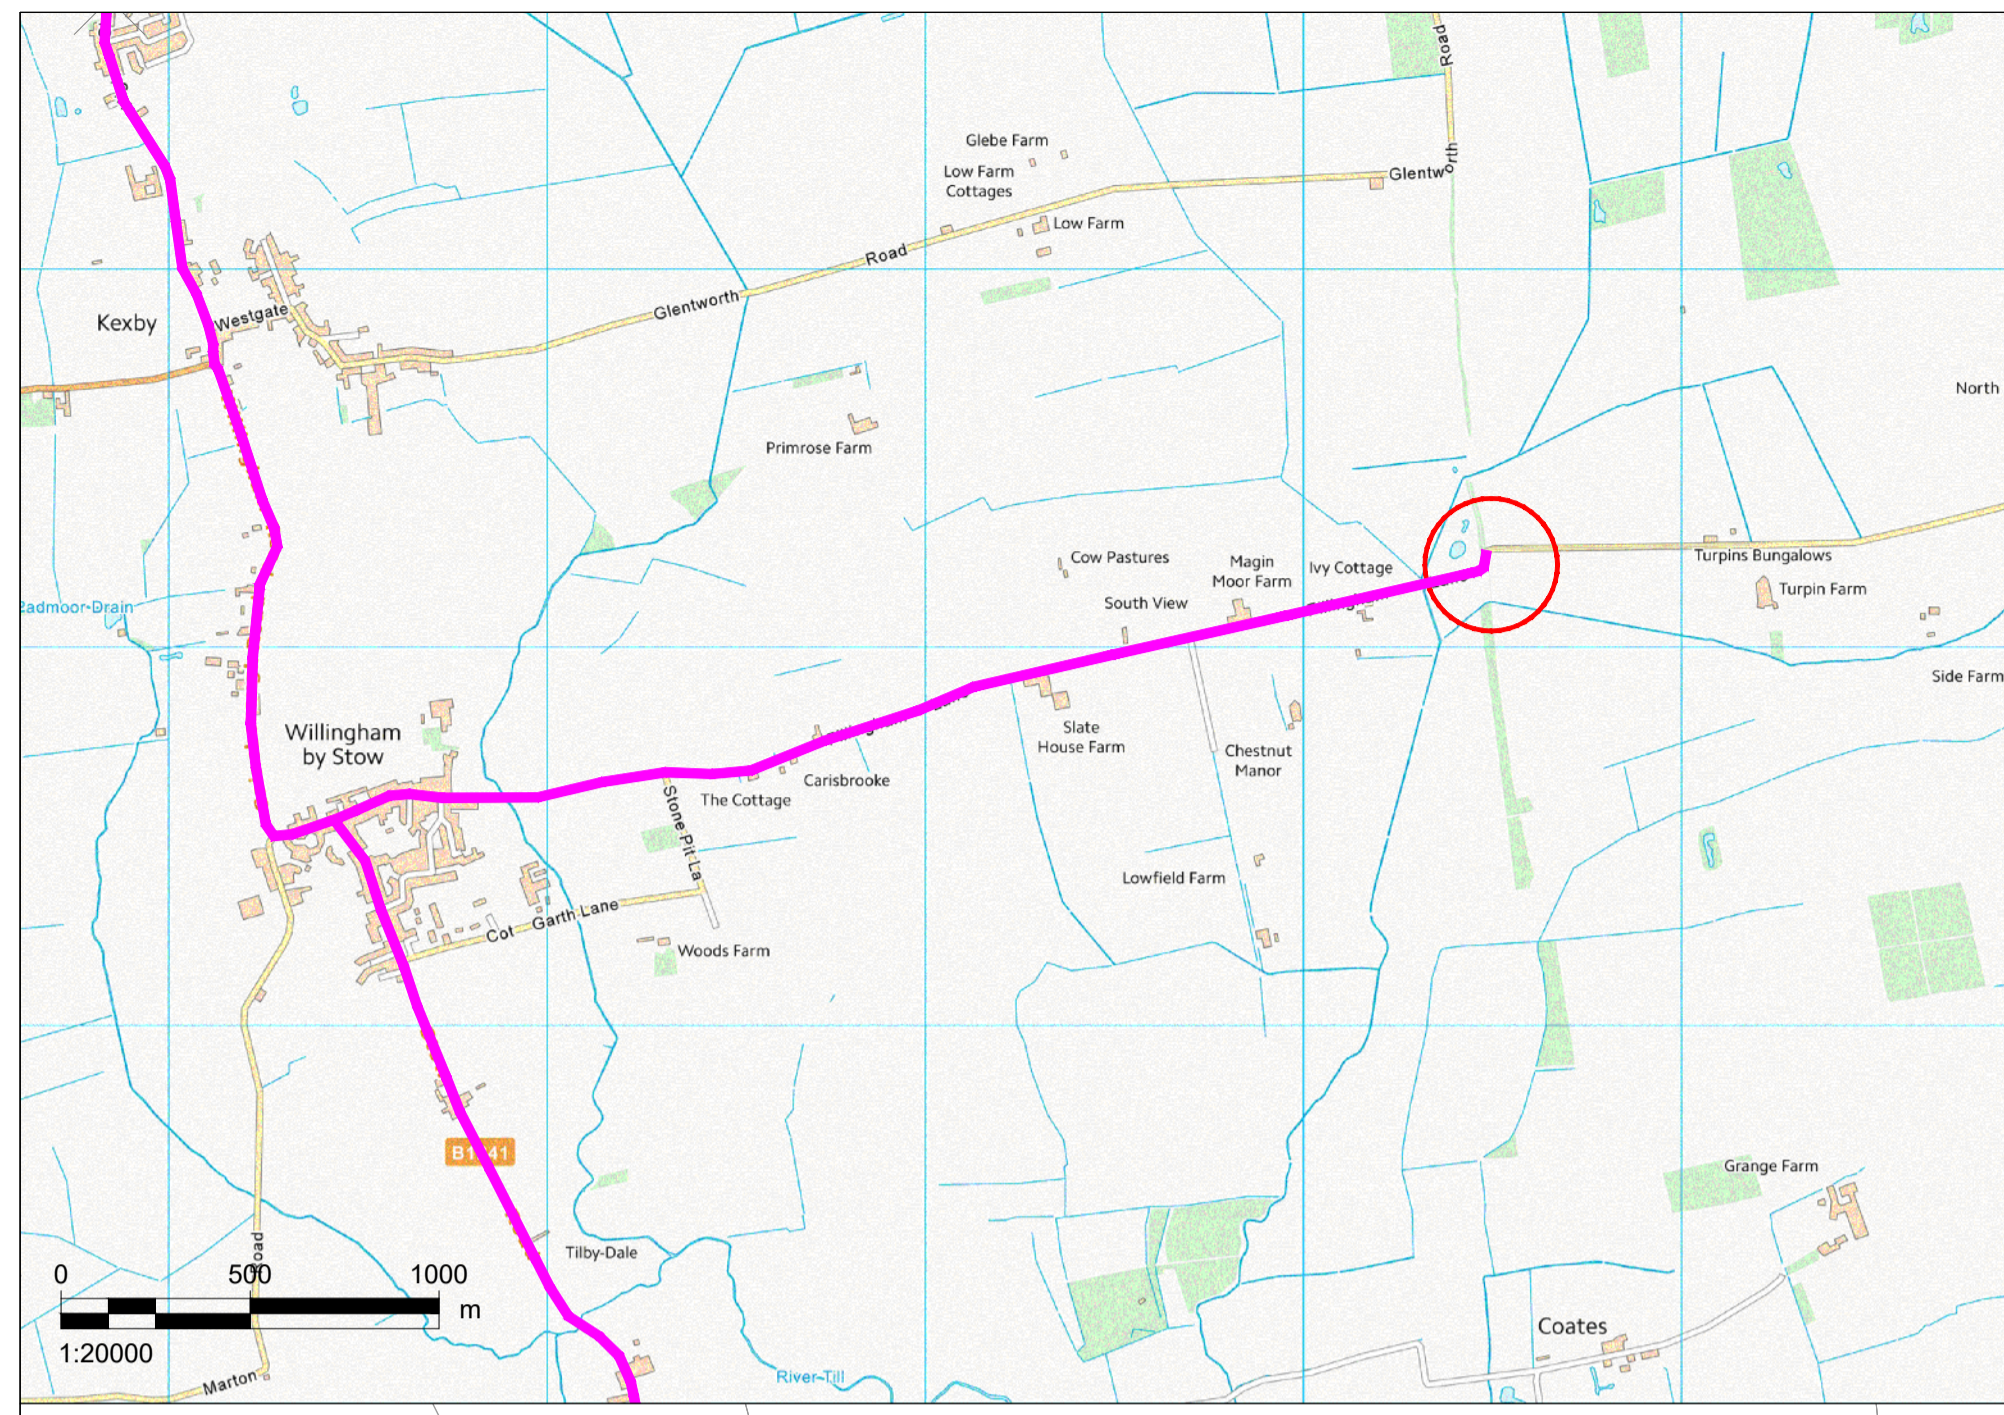 Road
Glebe Farm
Low Farm
Cottages
Glentworth
Low Farm
Road
Glentworth
Westgate
Kexby
North
Primrose Farm
Cow Pastures
Magin
Moor Farm
Ivy Cottage
Turpins Bungalows
Turpin Farm
South View
Lane
Side Farm
Willingham
by Stow
Slate
House Farm
Chestnut
Manor
Carisbrooke
The Cottage
Stone Pit La
Lowfield Farm
Cot Garth Lane
Woods Farm
Grange Farm
Tilby-Dale
Road
0 500 1000
m
1:20000
Coates
River-Till
Marton